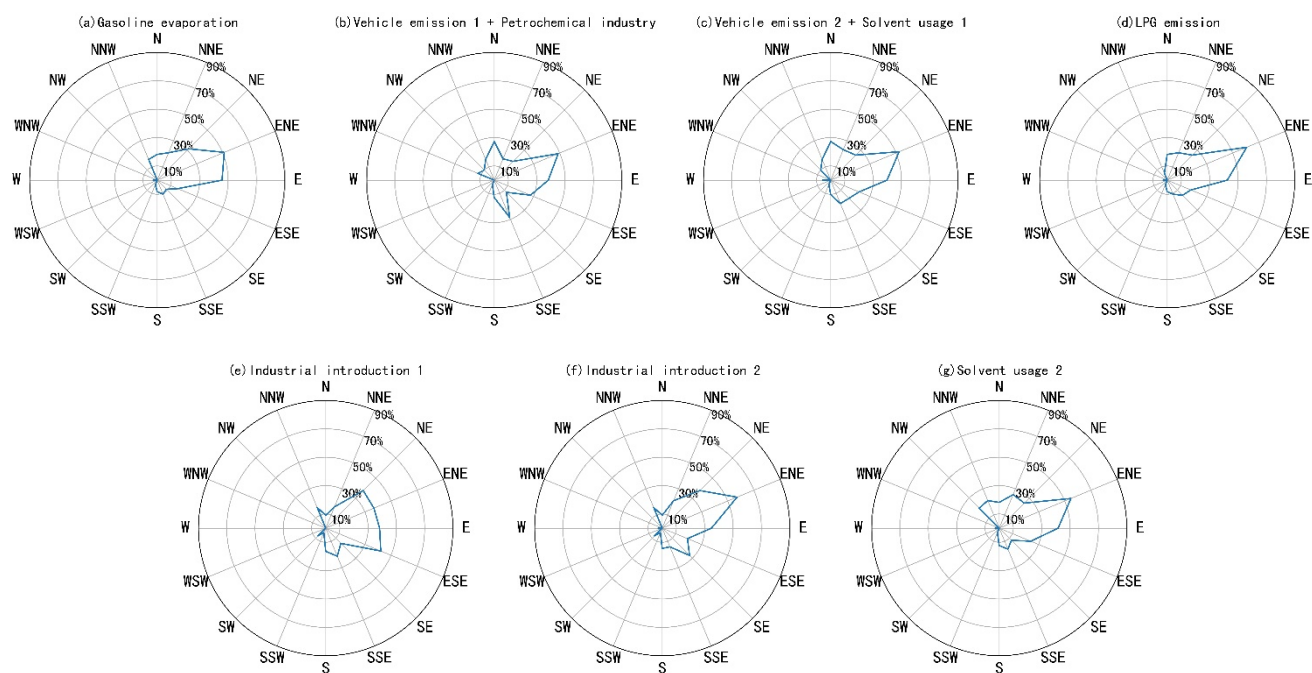 (a)Gasoline evaporation
N
NNE
90%
NE
70%
50%
ENE
30%
10%
E
ESE
SE
SSE
S
SSW
SW
WSW
W
WNW
NW
NNW
(b)Vehicle emission 1 + Petrochemical industry
N
NNE
90%
NE
70%
50%
ENE
30%
10%
E
ESE
SE
SSE
S
SSW
SW
WSW
W
WNW
NW
NNW
(c)Vehicle emission 2 + Solvent usage 1
N
NNE
90%
NE
70%
50%
ENE
30%
10%
E
ESE
SE
SSE
S
SSW
SW
WSW
W
WNW
NW
NNW
(d)LPG emission
N
NNE
90%
NE
70%
50%
ENE
30%
10%
E
ESE
SE
SSE
S
SSW
SW
WSW
W
WNW
NW
NNW
(e)Industrial introduction 1
N
NNE
90%
NE
70%
50%
ENE
30%
10%
E
ESE
SE
SSE
S
SSW
SW
WSW
W
WNW
NW
NNW
(f)Industrial introduction 2
N
NNE
90%
NE
70%
50%
ENE
30%
10%
E
ESE
SE
SSE
S
SSW
SW
WSW
W
WNW
NW
NNW
(g)Solvent usage 2
N
NNE
90%
NE
70%
50%
ENE
30%
10%
E
ESE
SE
SSE
S
SSW
SW
WSW
W
WNW
NW
NNW